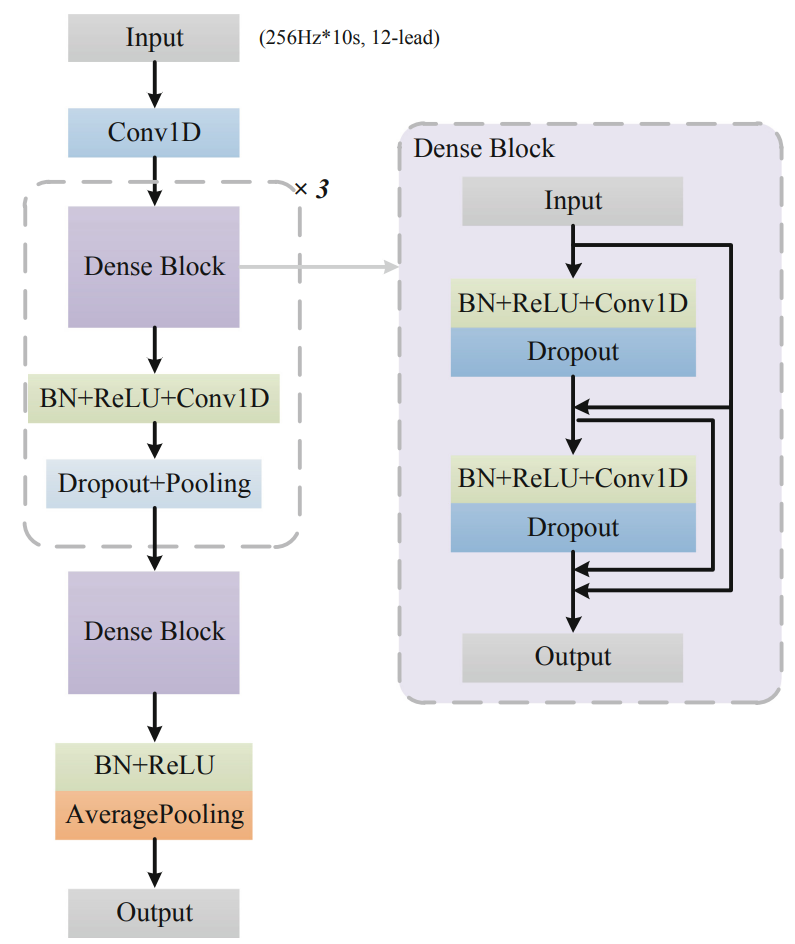 Input
(256Hz*10s, 12-lead)
Conv1D
× 3
Dense Block
BN+ReLU+Conv1D
Dropout+Pooling
Dense Block
BN+ReLU
AveragePooling
Output
Dense Block
Input
BN+ReLU+Conv1D
Dropout
BN+ReLU+Conv1D
Dropout
Output